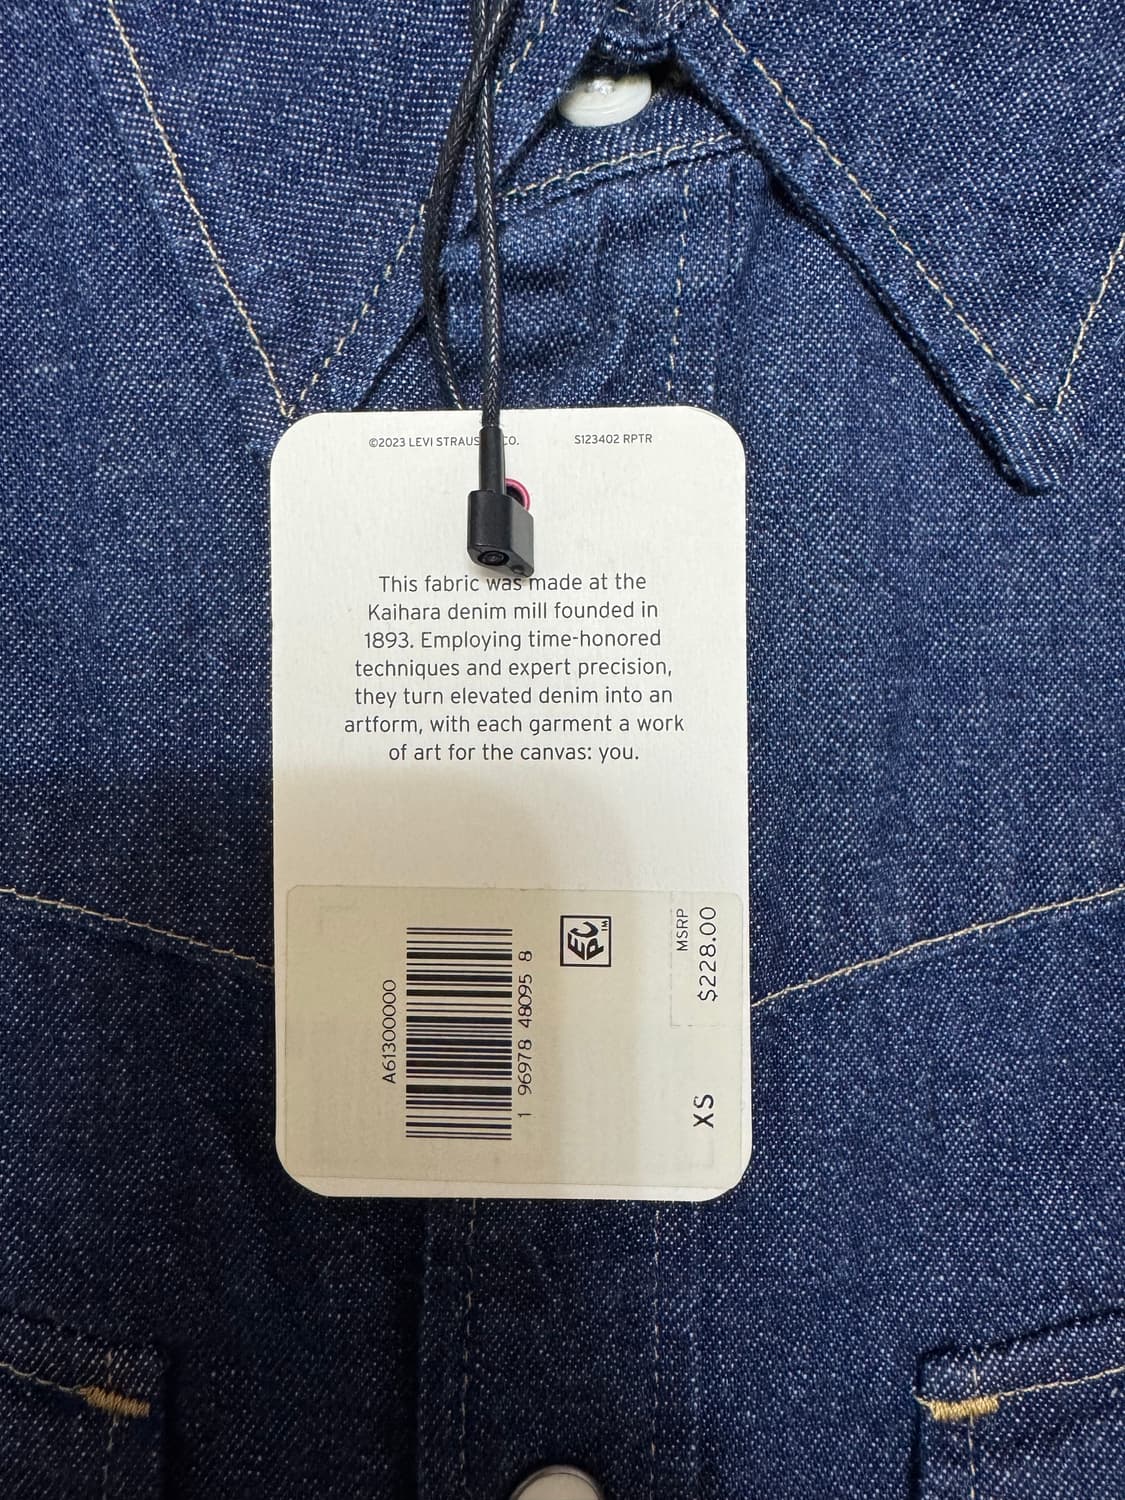 ©2023 LEVI STRAUSS CO.
S123402 RPTR
This fabric was made at the
Kaihara denim mill founded in
1893. Employing time-honored
techniques and expert precision,
they turn elevated denim into an
artform, with each garment a work
of art for the canvas: you.
A61300000
1 96978 48095 8
EPC™
MSRP
$228.00
XS